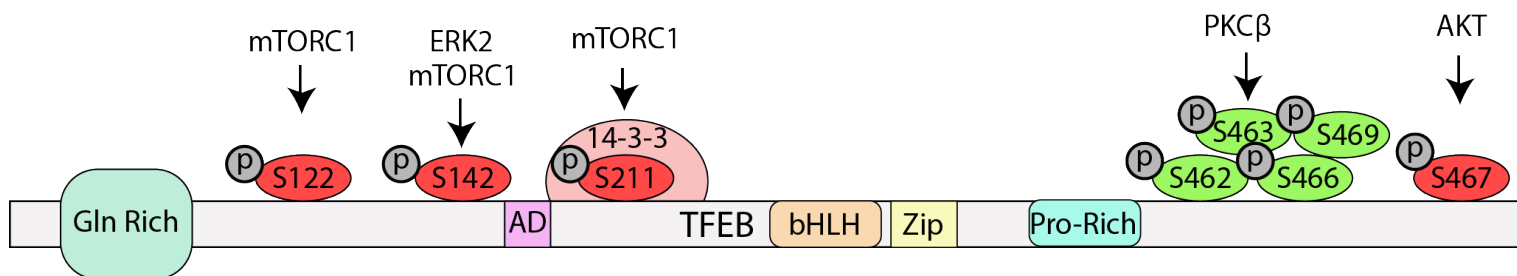 mTORC1
ERK2
mTORC1
mTORC1
PKCβ
AKT
p S122
p S142
14-3-3
p S211
p S463
p S469
p S462
p S466
p S467
Gln Rich
AD
TFEB
bHLH
Zip
Pro-Rich